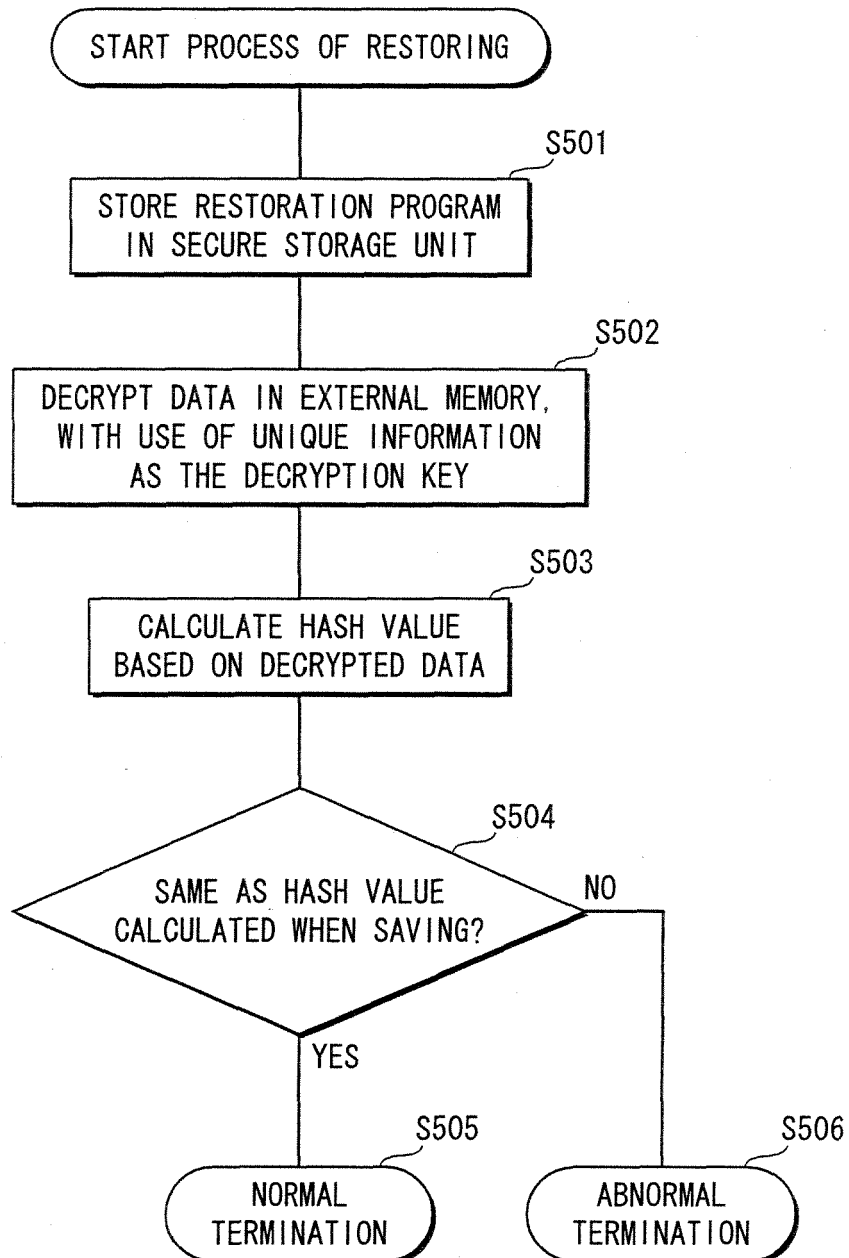 START PROCESS OF RESTORING
S501
STORE RESTORATION PROGRAM
IN SECURE STORAGE UNIT
S502
DECRYPT DATA IN EXTERNAL MEMORY,
WITH USE OF UNIQUE INFORMATION
AS THE DECRYPTION KEY
S503
CALCULATE HASH VALUE
BASED ON DECRYPTED DATA
S504
SAME AS HASH VALUE
CALCULATED WHEN SAVING?
NO
YES
S505
NORMAL
TERMINATION
S506
ABNORMAL
TERMINATION